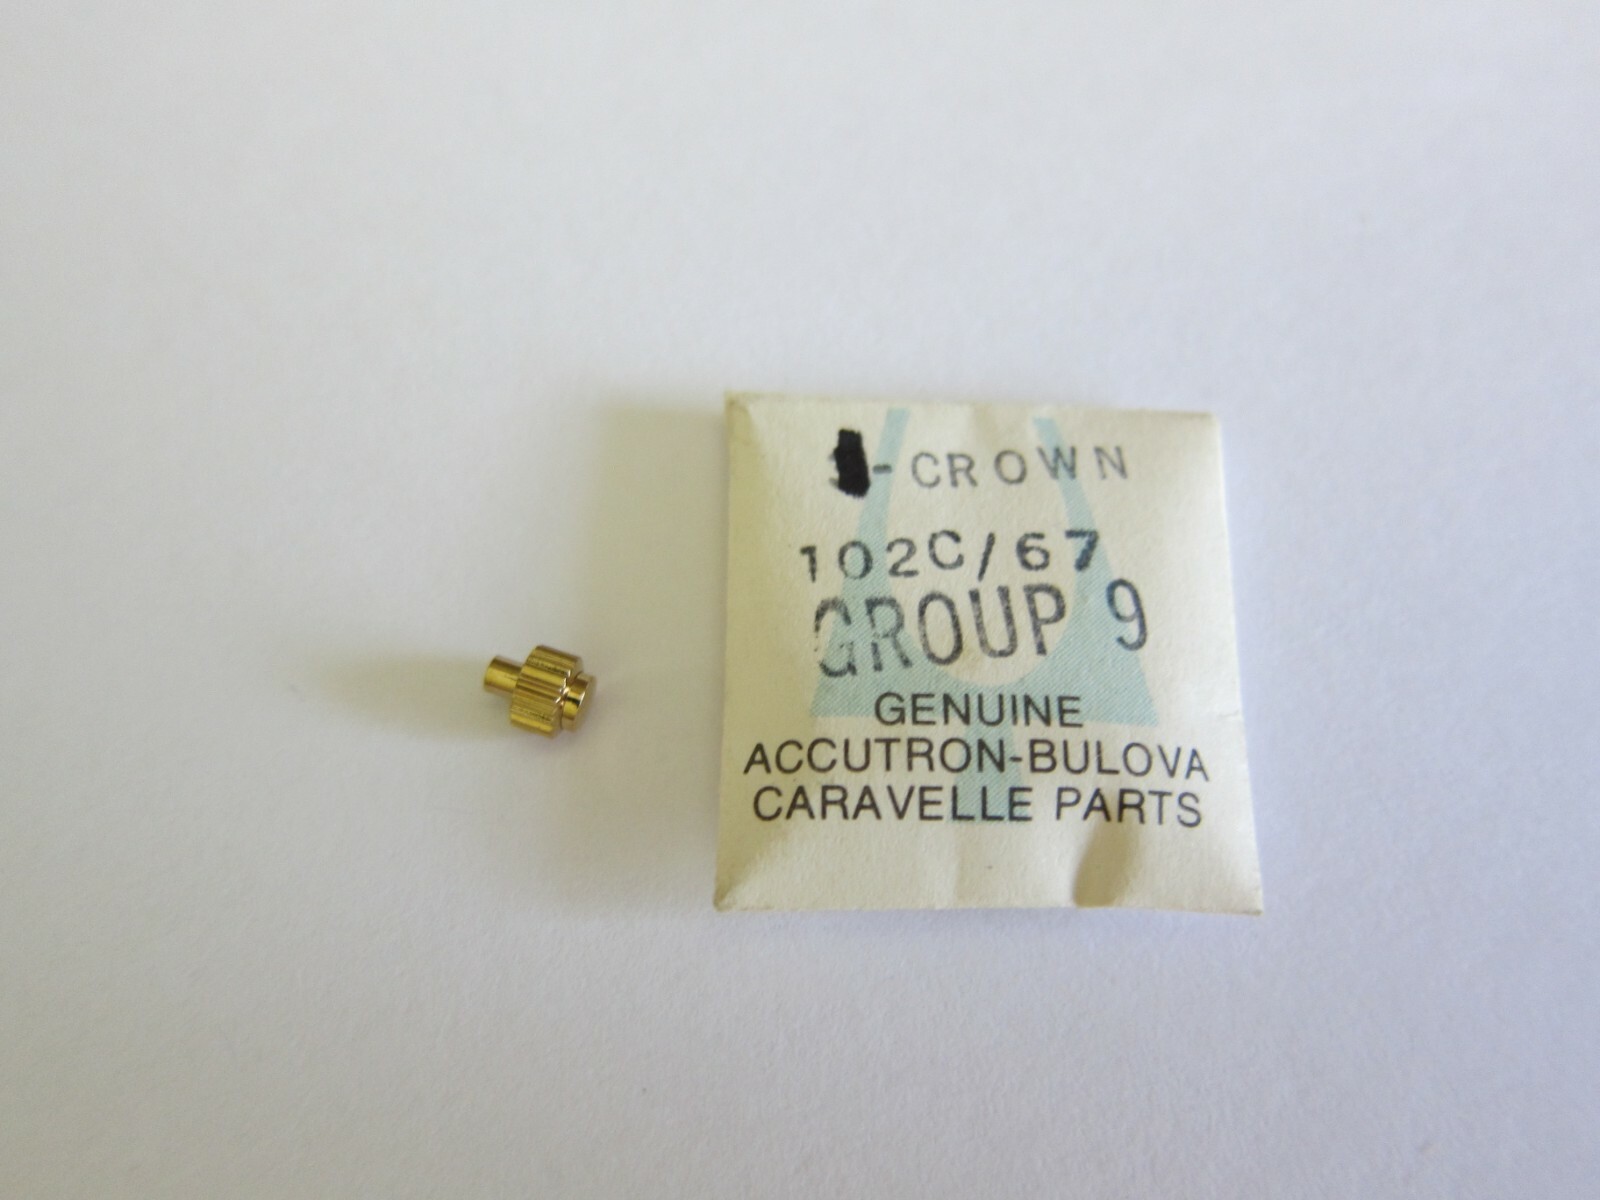 -CROWN
102C/67
GROUP 9
GENUINE
ACCUTRON-BULOVA
CARAVELLE PARTS